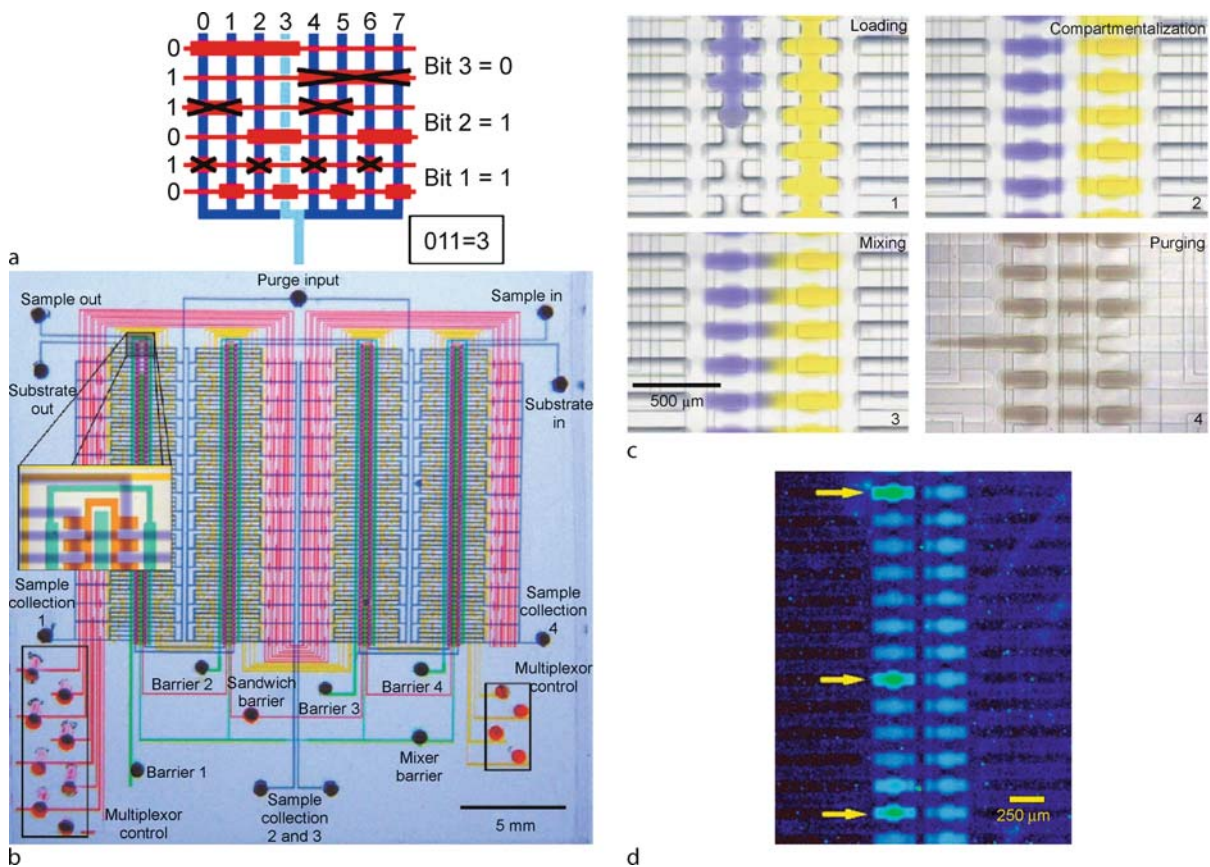 0 1 2 3 4 5 6 7
0
1
Bit 3 = 0
1
0
Bit 2 = 1
1
0
Bit 1 = 1
011=3
a
Purge input
Sample out
Sample in
Substrate
out
Substrate
in
Sample
collection
1
Sample
collection
4
Barrier 2
Sandwich
barrier
Barrier 3
Barrier 4
Multiplexor
control
Mixer
barrier
Barrier 1
Multiplexor
control
Sample
collection
2 and 3
5 mm
b
Loading
1
Compartmentalization
2
Mixing
500 µm
3
Purging
4
c
250 µm
d